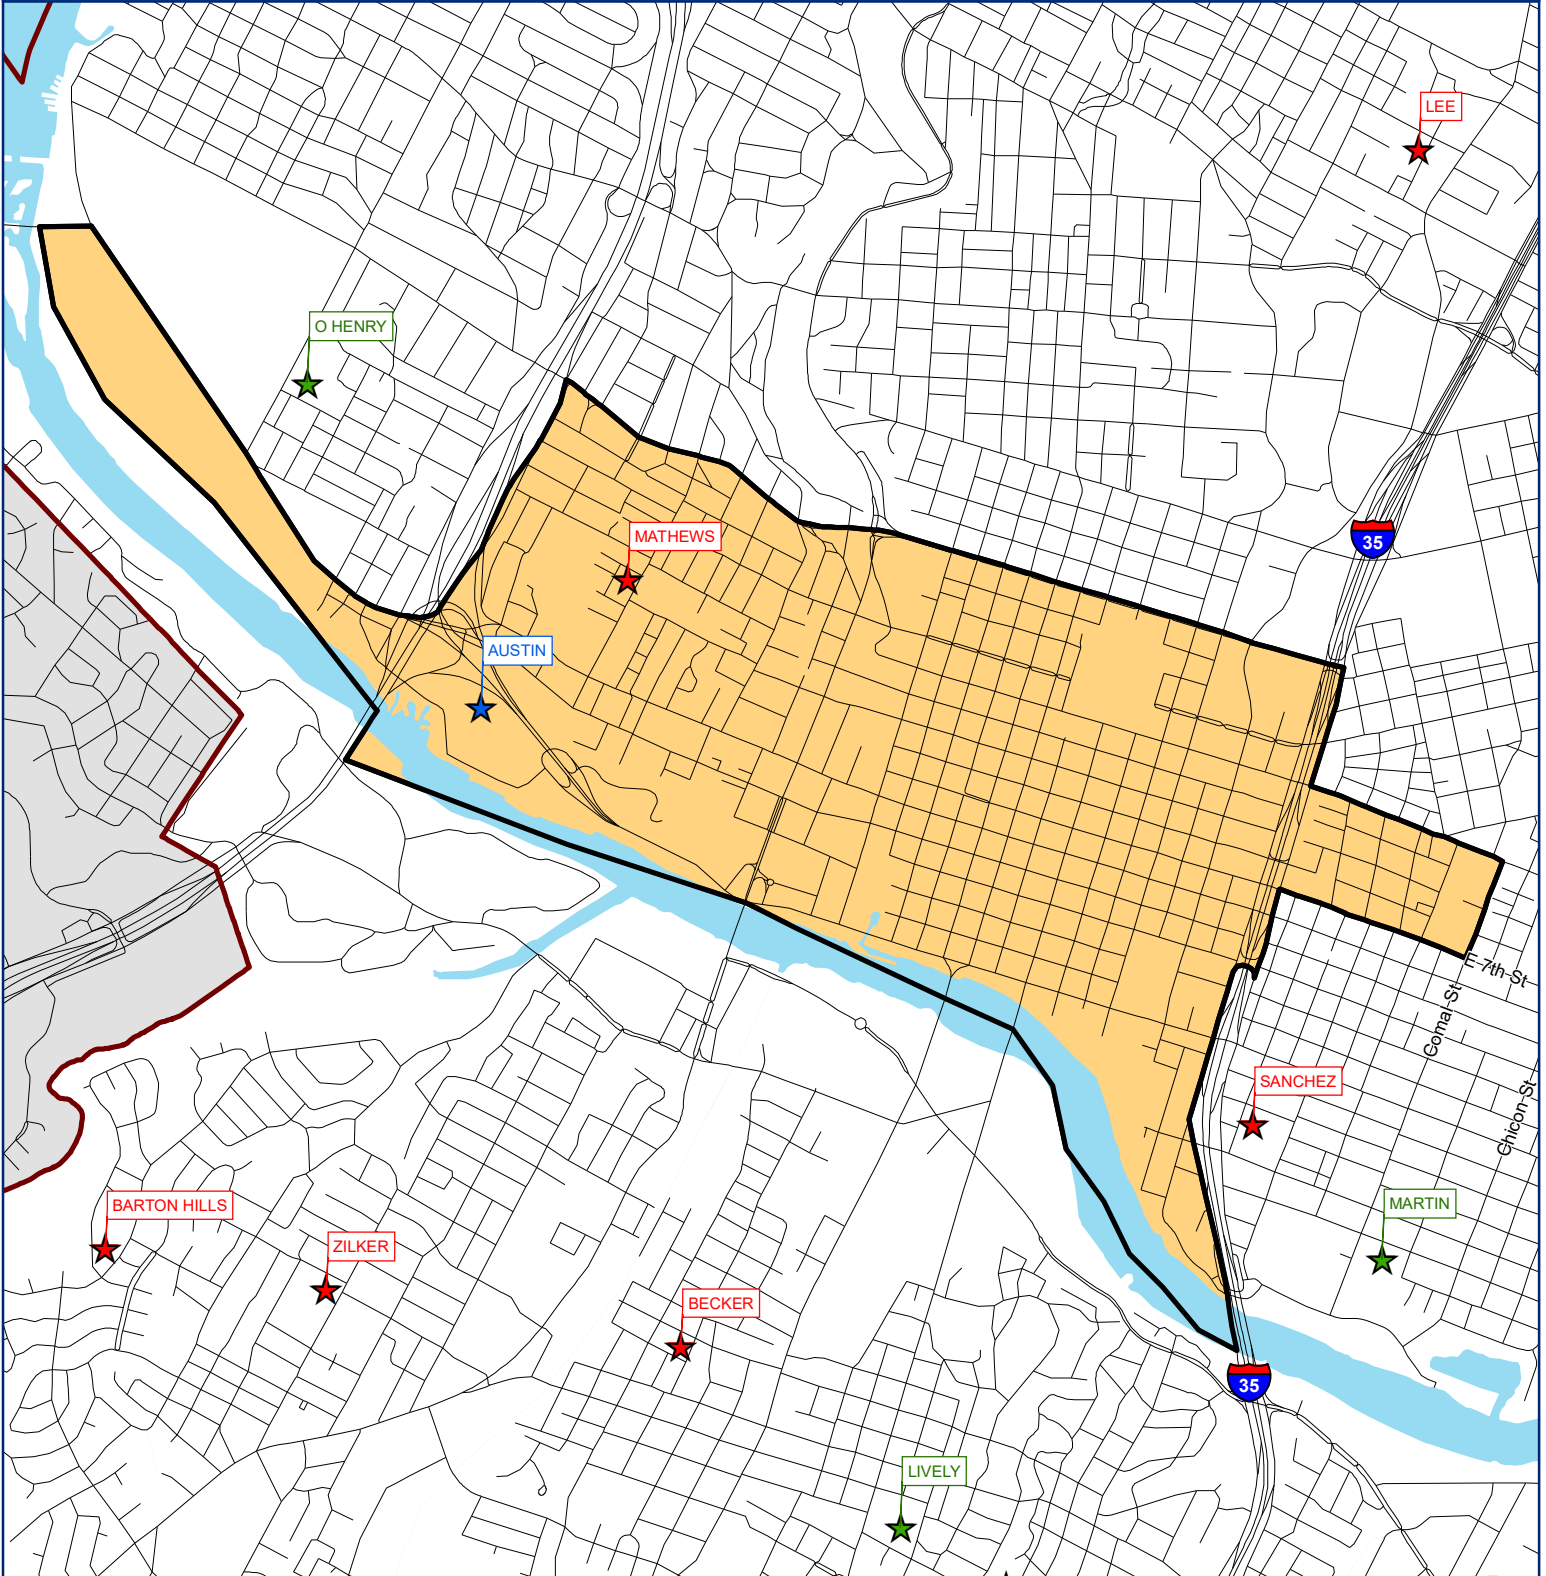 LEE
O HENRY
MATHEWS
35
AUSTIN
E 7th St
Comal St
SANCHEZ
Chicon St
BARTON HILLS
MARTIN
ZILKER
BECKER
35
LIVELY